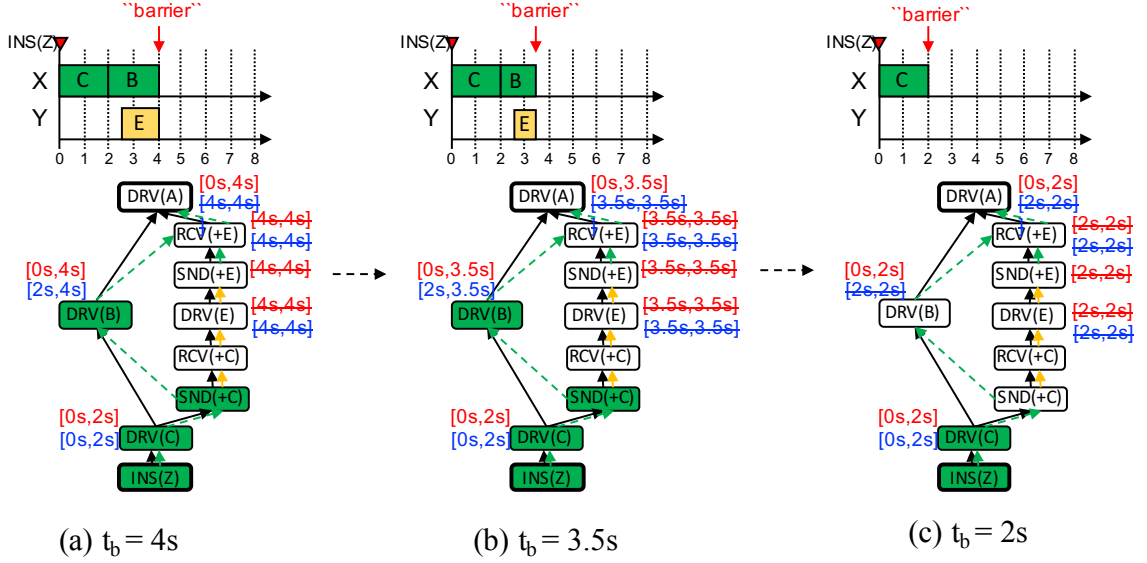 ``barrier''
INS(Z)
X
C
B
Y
E
0 1 2 3 4 5 6 7 8
DRV(A)
[0s,4s]
[4s,4s]
RCV(+E)
[4s,4s]
[4s,4s]
SND(+E)
[4s,4s]
[0s,4s]
[2s,4s]
DRV(B)
DRV(E)
[4s,4s]
[4s,4s]
RCV(+C)
SND(+C)
[0s,2s]
[0s,2s]
DRV(C)
INS(Z)
(a) t_b = 4s
``barrier''
INS(Z)
X
C
B
Y
E
0 1 2 3 4 5 6 7 8
DRV(A)
[0s,3.5s]
[3.5s,3.5s]
RCV(+E)
[3.5s,3.5s]
[3.5s,3.5s]
SND(+E)
[3.5s,3.5s]
[0s,3.5s]
[2s,3.5s]
DRV(B)
DRV(E)
[3.5s,3.5s]
[3.5s,3.5s]
RCV(+C)
SND(+C)
[0s,2s]
[0s,2s]
DRV(C)
INS(Z)
(b) t_b = 3.5s
``barrier''
INS(Z)
X
C
Y
0 1 2 3 4 5 6 7 8
DRV(A)
[0s,2s]
[2s,2s]
RCV(+E)
[2s,2s]
[2s,2s]
SND(+E)
[2s,2s]
[0s,2s]
[2s,2s]
DRV(B)
DRV(E)
[2s,2s]
[2s,2s]
RCV(+C)
SND(+C)
[0s,2s]
[0s,2s]
DRV(C)
INS(Z)
(c) t_b = 2s